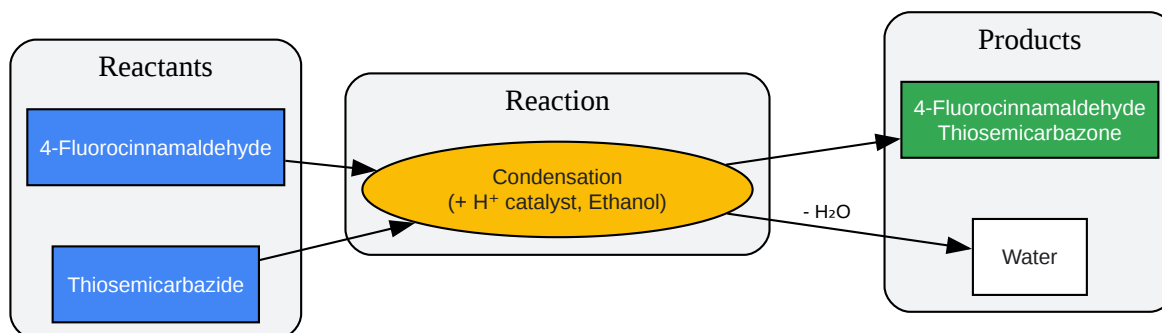 Reactants
4-Fluorocinnamaldehyde
Thiosemicarbazide
Reaction
Condensation
(+ H⁺ catalyst, Ethanol)
- H₂O
Products
4-Fluorocinnamaldehyde
Thiosemicarbazone
Water